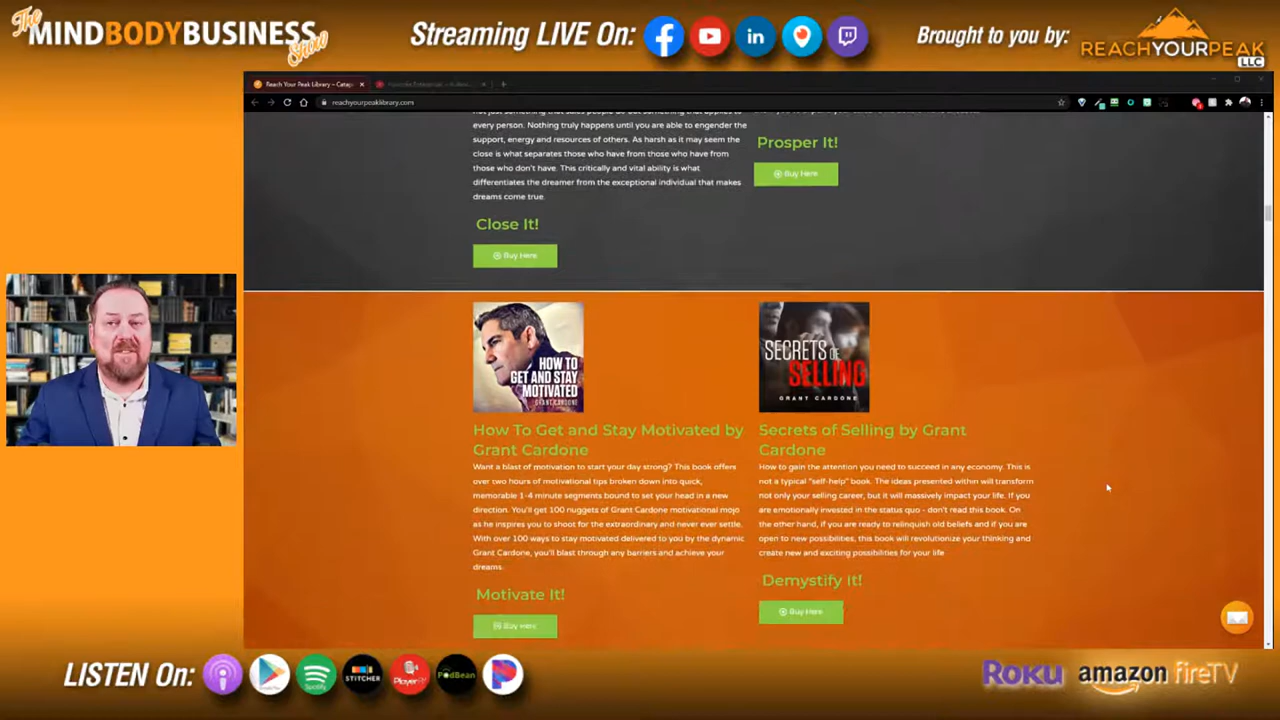 The
MINDBODYBUSINESS
Show
Streaming LIVE On:
Brought to you by:
REACHYOURPEAK
LLC
Reach Your Peak Library – Catap
reachyourpeaklibrary.com
every person. Nothing truly happens until you are able to engender the
support, energy and resources of others. As harsh as it may seem the
close is what separates those who have from those who have from
those who don't have. This critically and vital ability is what
differentiates the dreamer from the exceptional individual that makes
dreams come true.
Close It!
Buy Here
Prosper It!
Buy Here
HOW TO
GET AND STAY
MOTIVATED
GRANT CARDONE
How To Get and Stay Motivated by
Grant Cardone
Want a blast of motivation to start your day strong? This book offers
over two hours of motivational tips broken down into quick,
memorable 1-4 minute segments bound to set your head in a new
direction. You'll get 100 nuggets of Grant Cardone motivational mojo
as he inspires you to shoot for the extraordinary and never ever settle.
With over 100 ways to stay motivated delivered to you by the dynamic
Grant Cardone, you'll blast through any barriers and achieve your
dreams.
Motivate It!
Buy Here
SECRETS OF
SELLING
GRANT CARDONE
Secrets of Selling by Grant
Cardone
How to gain the attention you need to succeed in any economy. This is
not a typical "self-help" book. The ideas presented within will transform
not only your selling career, but it will massively impact your life. If you
are emotionally invested in the status quo - don't read this book. On
the other hand, if you are ready to relinquish old beliefs and if you are
open to new possibilities, this book will revolutionize your thinking and
create new and exciting possibilities for your life
Demystify It!
Buy Here
LISTEN On:
Spotify
STITCHER
PlayerFM
PodBean
ROKU
amazon fireTV